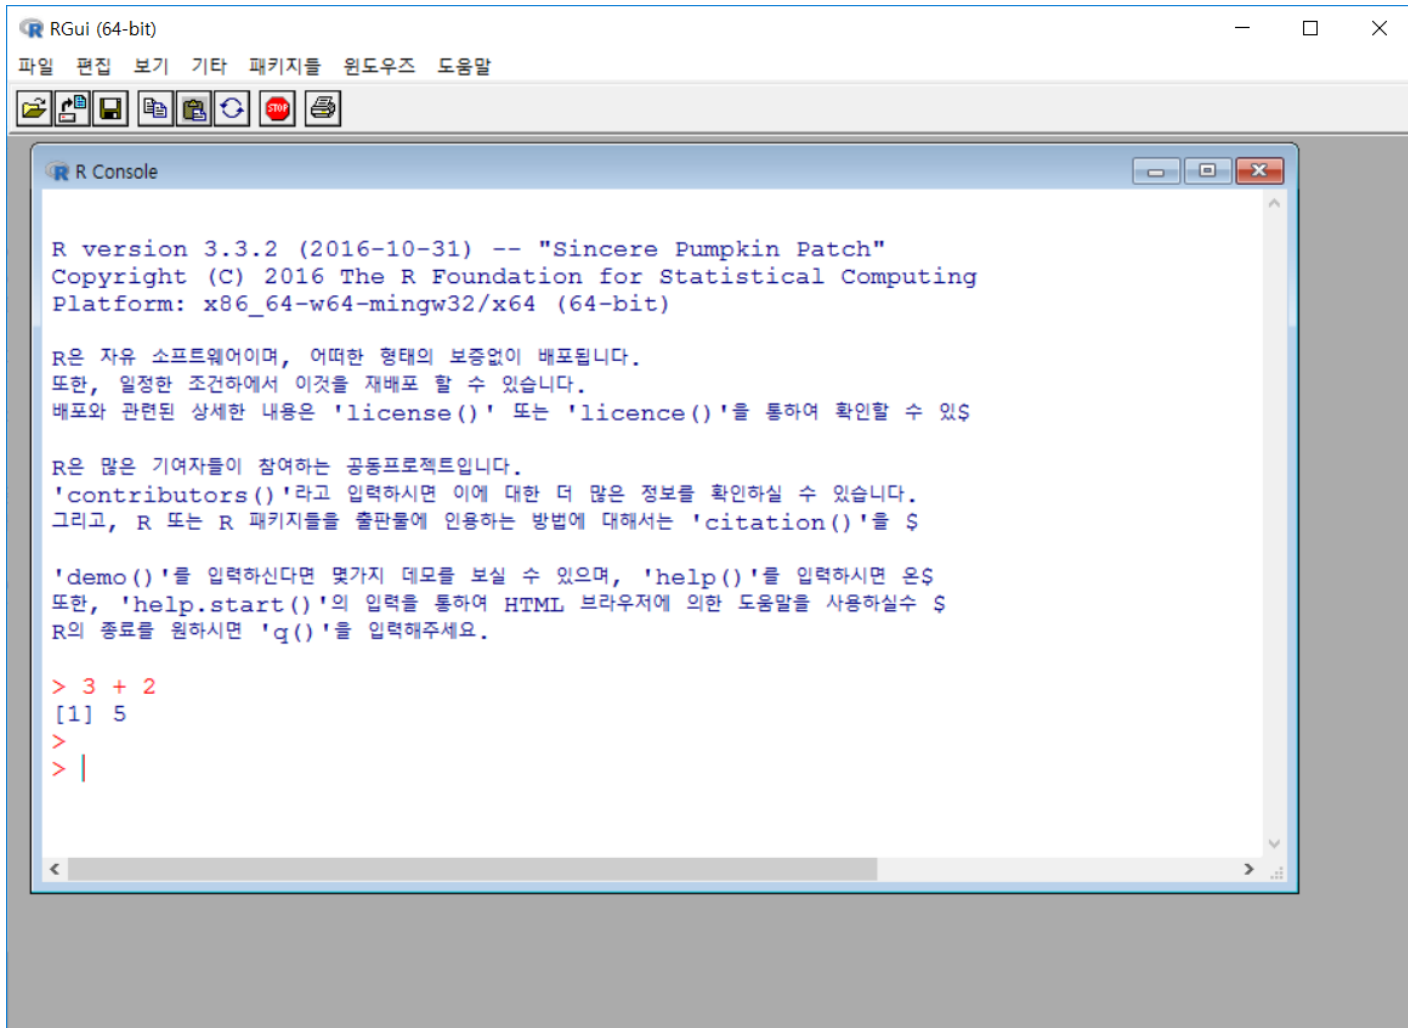 RGui (64-bit)
파일 편집 보기 기타 패키지들 윈도우즈 도움말
STOP
R Console
R version 3.3.2 (2016-10-31) -- "Sincere Pumpkin Patch"
Copyright (C) 2016 The R Foundation for Statistical Computing
Platform: x86_64-w64-mingw32/x64 (64-bit)
R은 자유 소프트웨어이며, 어떠한 형태의 보증없이 배포됩니다.
또한, 일정한 조건하에서 이것을 재배포 할 수 있습니다.
배포와 관련된 상세한 내용은 'license()' 또는 'licence()'을 통하여 확인할 수 있$
R은 많은 기여자들이 참여하는 공동프로젝트입니다.
'contributors()'라고 입력하시면 이에 대한 더 많은 정보를 확인하실 수 있습니다.
그리고, R 또는 R 패키지들을 출판물에 인용하는 방법에 대해서는 'citation()'을 $
'demo()'를 입력하신다면 몇가지 데모를 보실 수 있으며, 'help()'를 입력하시면 온$
또한, 'help.start()'의 입력을 통하여 HTML 브라우저에 의한 도움말을 사용하실수 $
R의 종료를 원하시면 'q()'을 입력해주세요.
> 3 + 2
[1] 5
>
>